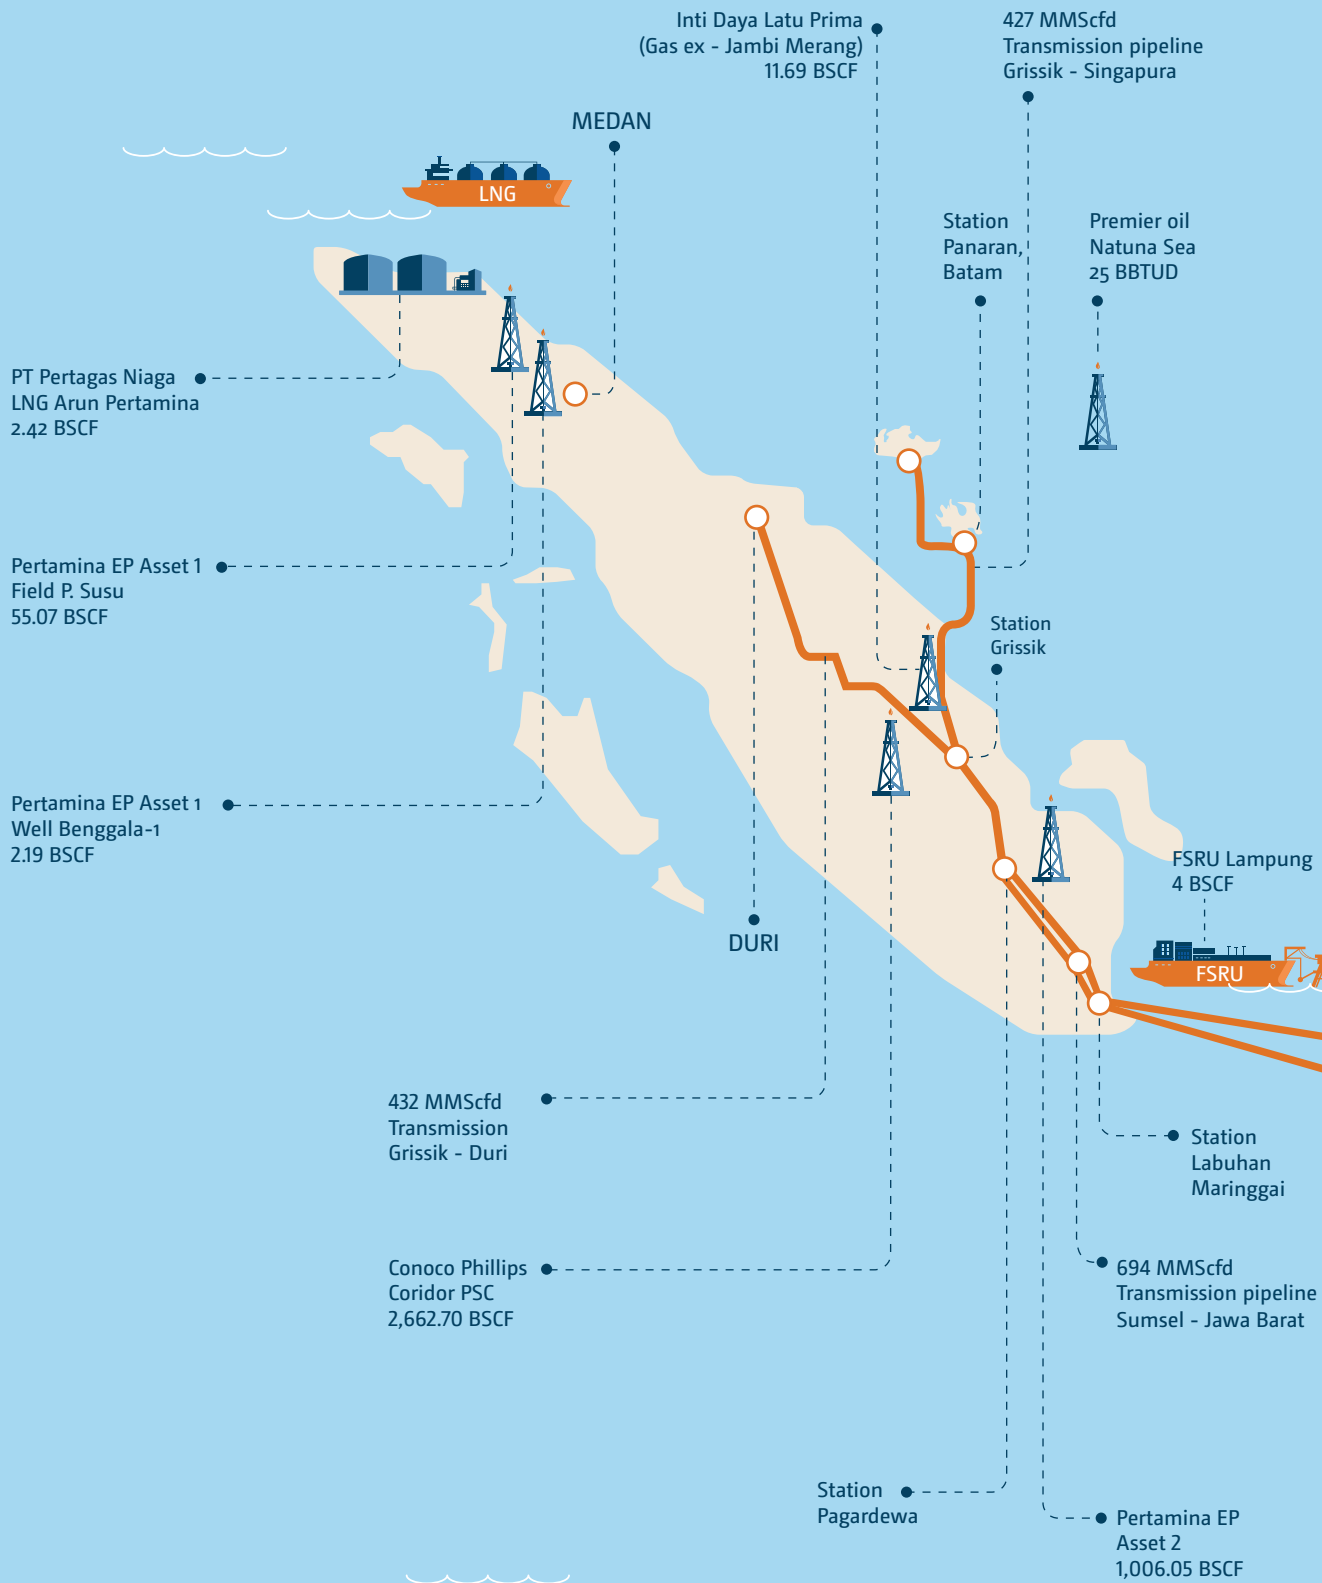 Inti Daya Latu Prima
(Gas ex - Jambi Merang)
11.69 BSCF
427 MMScfd
Transmission pipeline
Grissik - Singapura
MEDAN
LNG
Station
Panaran,
Batam
Premier oil
Natuna Sea
25 BBTUD
PT Pertagas Niaga
LNG Arun Pertamina
2.42 BSCF
Pertamina EP Asset 1
Field P. Susu
55.07 BSCF
Station
Grissik
Pertamina EP Asset 1
Well Benggala-1
2.19 BSCF
FSRU Lampung
4 BSCF
DURI
FSRU
432 MMScfd
Transmission
Grissik - Duri
Station
Labuhan
Maringgai
Conoco Phillips
Coridor PSC
2,662.70 BSCF
694 MMScfd
Transmission pipeline
Sumsel - Jawa Barat
Station
Pagardewa
Pertamina EP
Asset 2
1,006.05 BSCF